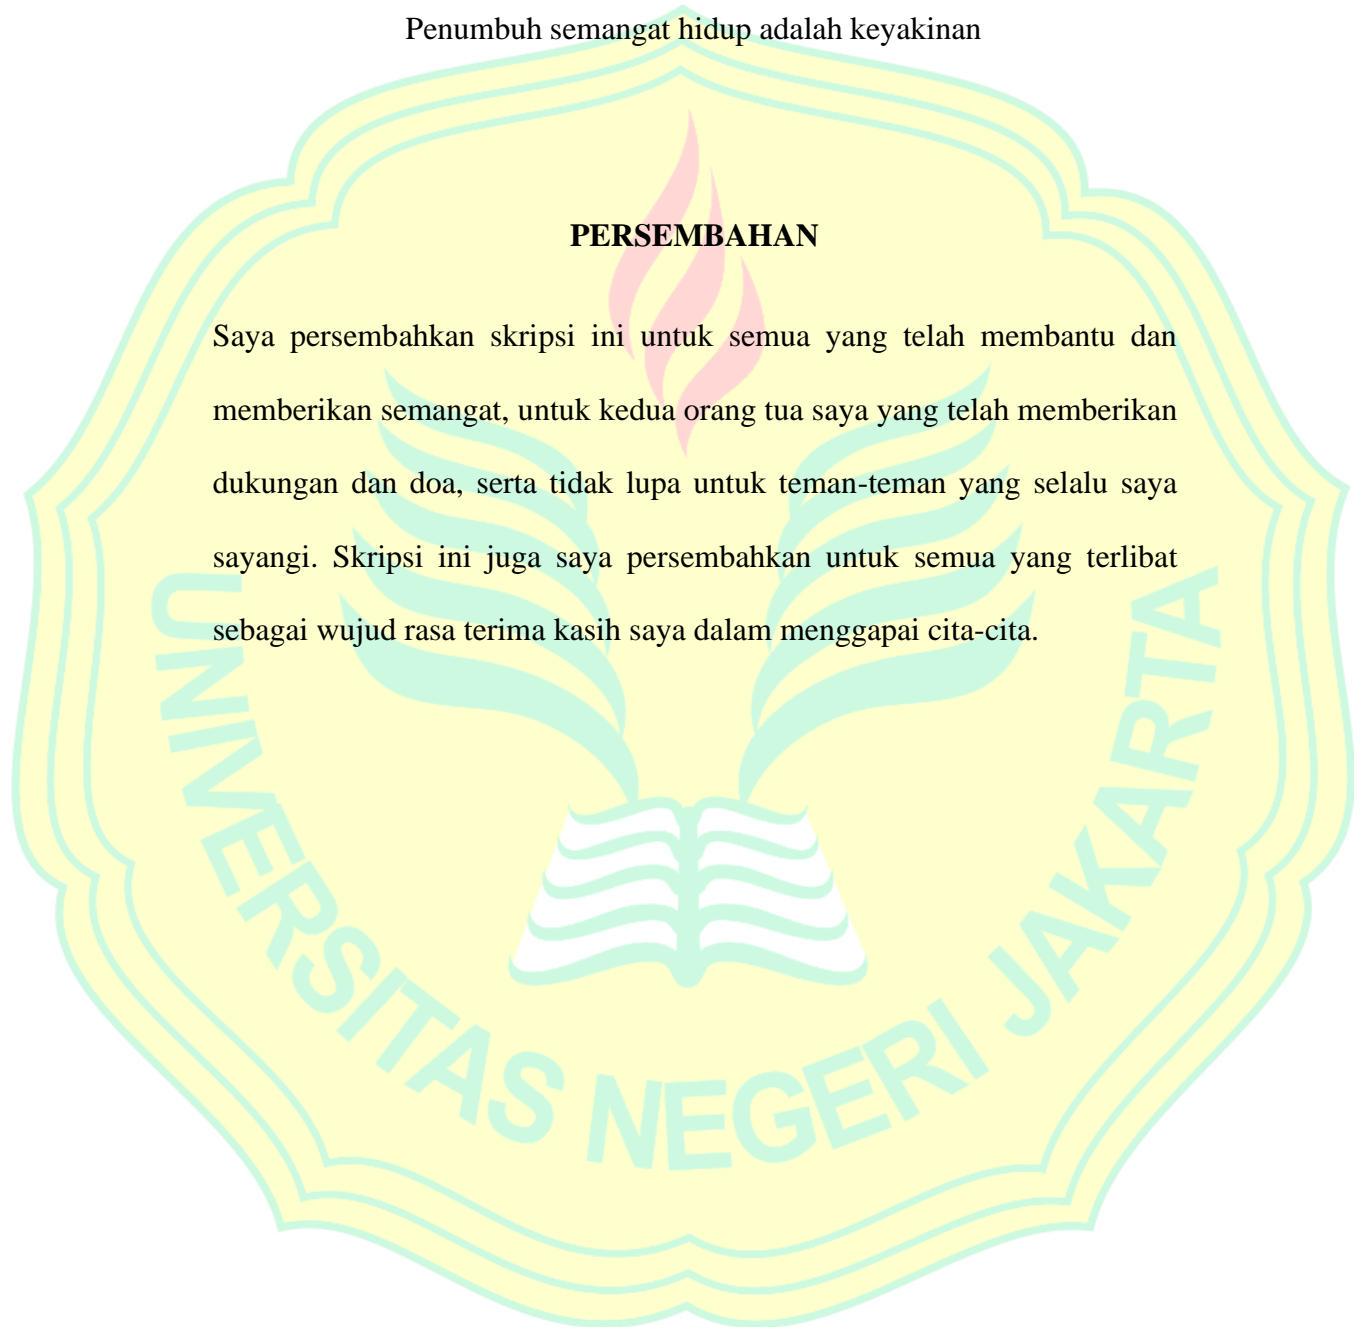 Penumbuh semangat hidup adalah keyakinan
PERSEMBAHAN
Saya persembahkan skripsi ini untuk semua yang telah membantu dan
memberikan semangat, untuk kedua orang tua saya yang telah memberikan
dukungan dan doa, serta tidak lupa untuk teman-teman yang selalu saya
sayangi. Skripsi ini juga saya persembahkan untuk semua yang terlibat
sebagai wujud rasa terima kasih saya dalam menggapai cita-cita.
UNIVERSITAS NEGERI JAKARTA